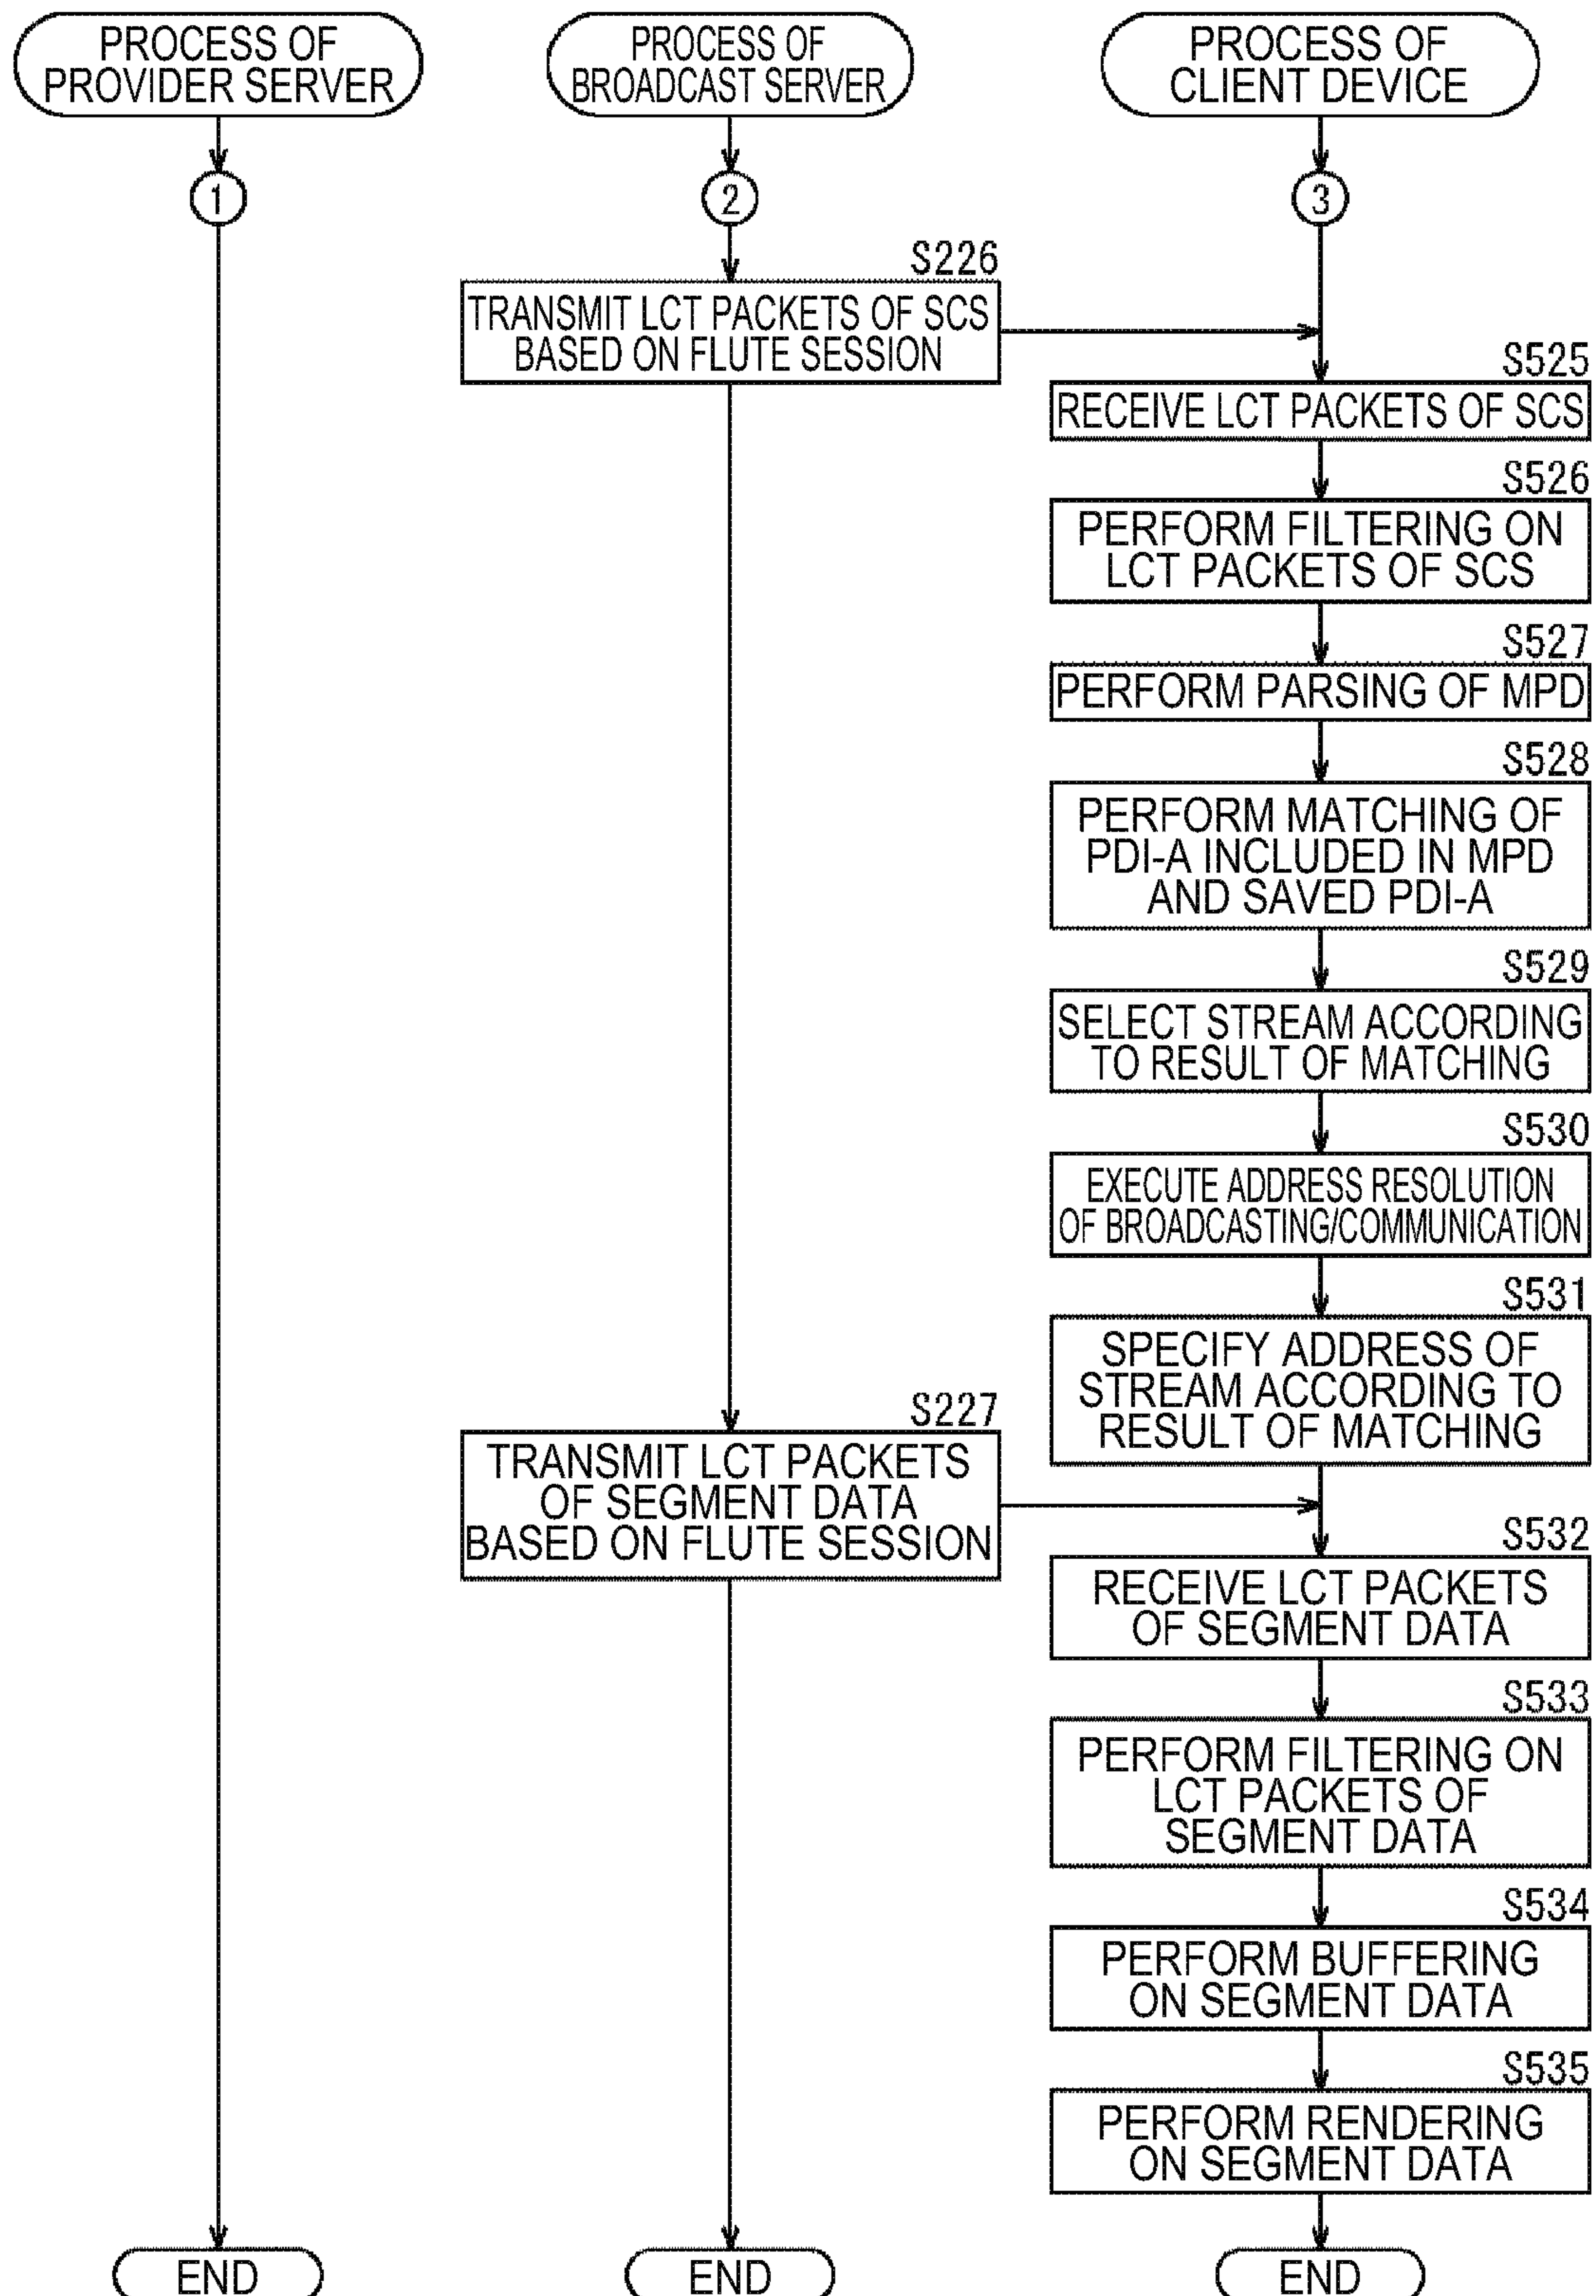 PROCESS OF
PROVIDER SERVER
PROCESS OF
BROADCAST SERVER
PROCESS OF
CLIENT DEVICE
1
2
3
S226
TRANSMIT LCT PACKETS OF SCS
BASED ON FLUTE SESSION
S525
RECEIVE LCT PACKETS OF SCS
S526
PERFORM FILTERING ON
LCT PACKETS OF SCS
S527
PERFORM PARSING OF MPD
S528
PERFORM MATCHING OF
PDI-A INCLUDED IN MPD
AND SAVED PDI-A
S529
SELECT STREAM ACCORDING
TO RESULT OF MATCHING
S530
EXECUTE ADDRESS RESOLUTION
OF BROADCASTING/COMMUNICATION
S531
SPECIFY ADDRESS OF
STREAM ACCORDING TO
RESULT OF MATCHING
S227
TRANSMIT LCT PACKETS
OF SEGMENT DATA
BASED ON FLUTE SESSION
S532
RECEIVE LCT PACKETS
OF SEGMENT DATA
S533
PERFORM FILTERING ON
LCT PACKETS OF
SEGMENT DATA
S534
PERFORM BUFFERING
ON SEGMENT DATA
S535
PERFORM RENDERING
ON SEGMENT DATA
END
END
END